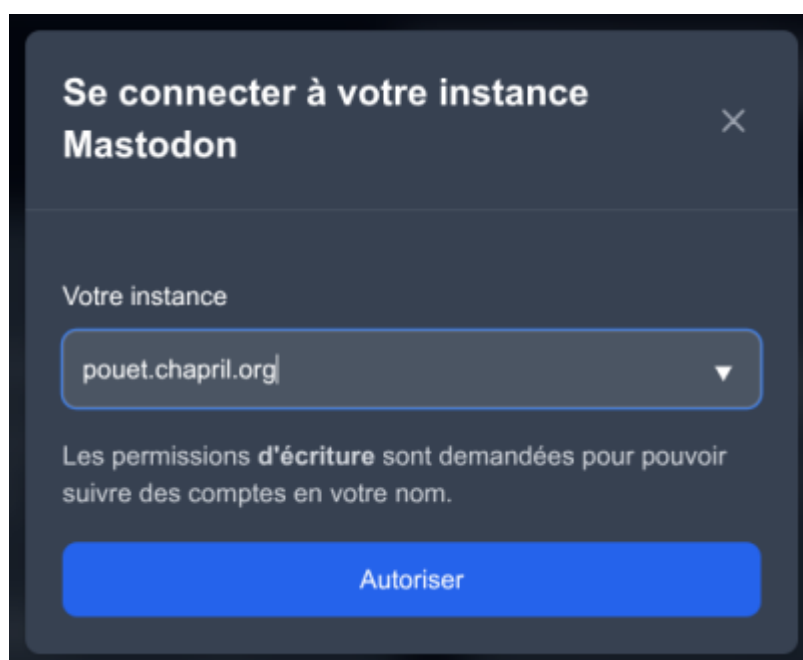 Se connecter à votre instance
Mastodon
Votre instance
pouet.chapril.org
Les permissions d'écriture sont demandées pour pouvoir
suivre des comptes en votre nom.
Autoriser